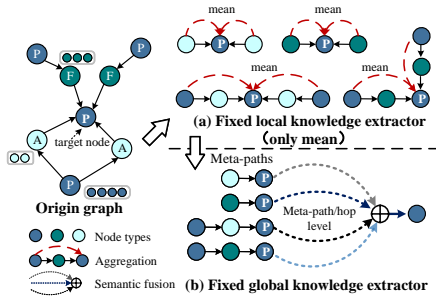 P
P
F
F
P
target node
A
A
P
Origin graph
Node types
Aggregation
Semantic fusion
mean
mean
P
P
mean
mean
P
P
(a) Fixed local knowledge extractor
(only mean)
Meta-paths
P
P
P
P
Meta-path/hop
level
(b) Fixed global knowledge extractor